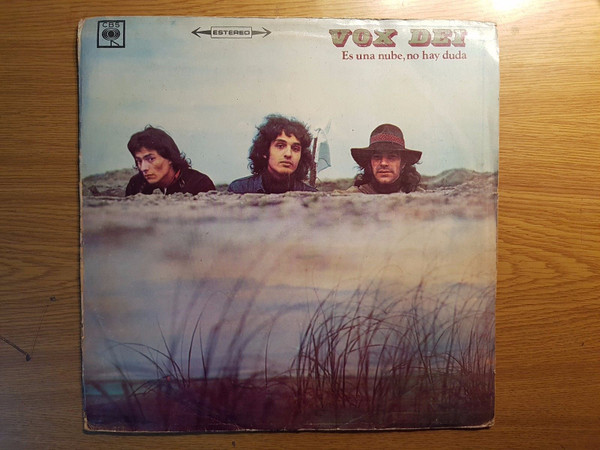 CBS
ESTEREO
VOX DEI
Es una nube, no hay duda